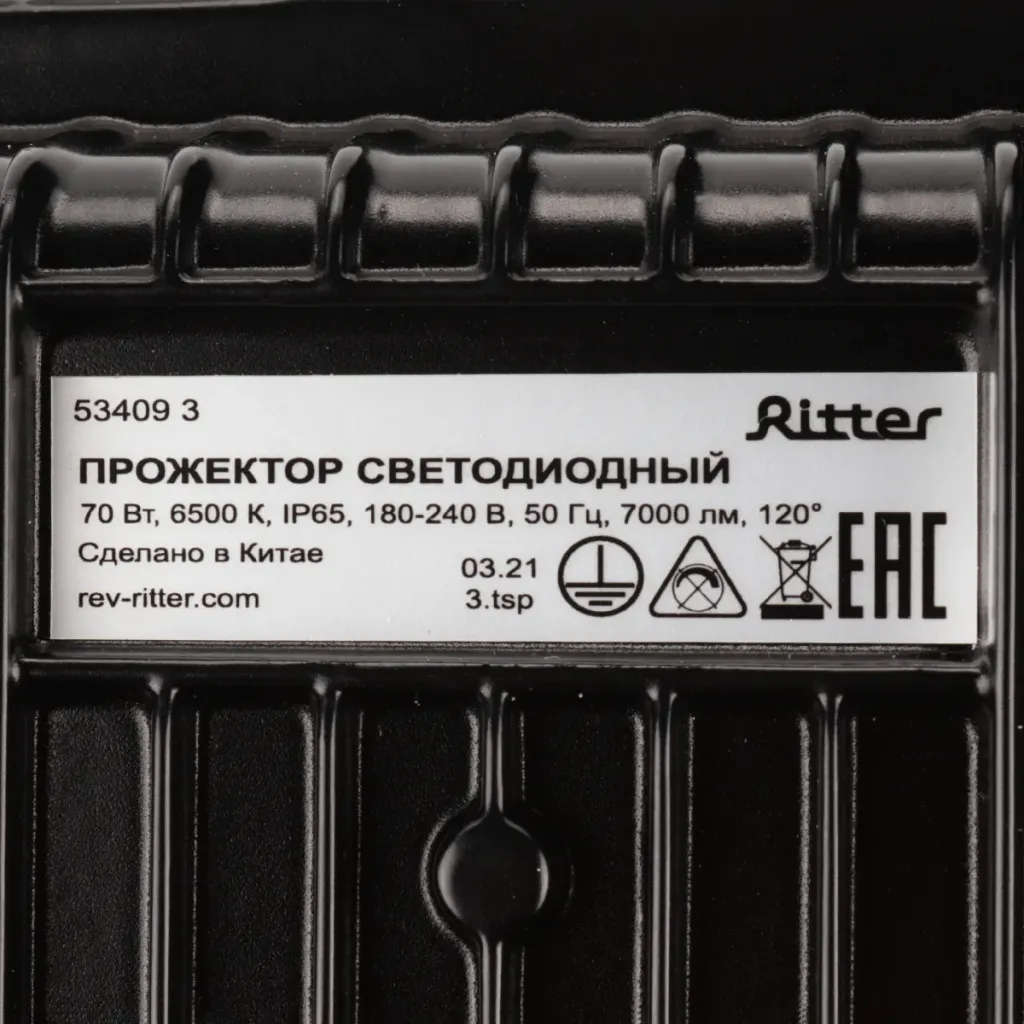 53409 3
Ritter
ПРОЖЕКТОР СВЕТОДИОДНЫЙ
70 Вт, 6500 К, IP65, 180-240 В, 50 Гц, 7000 лм, 120°
Сделано в Китае
03.21
rev-ritter.com
3.tsp
EAC